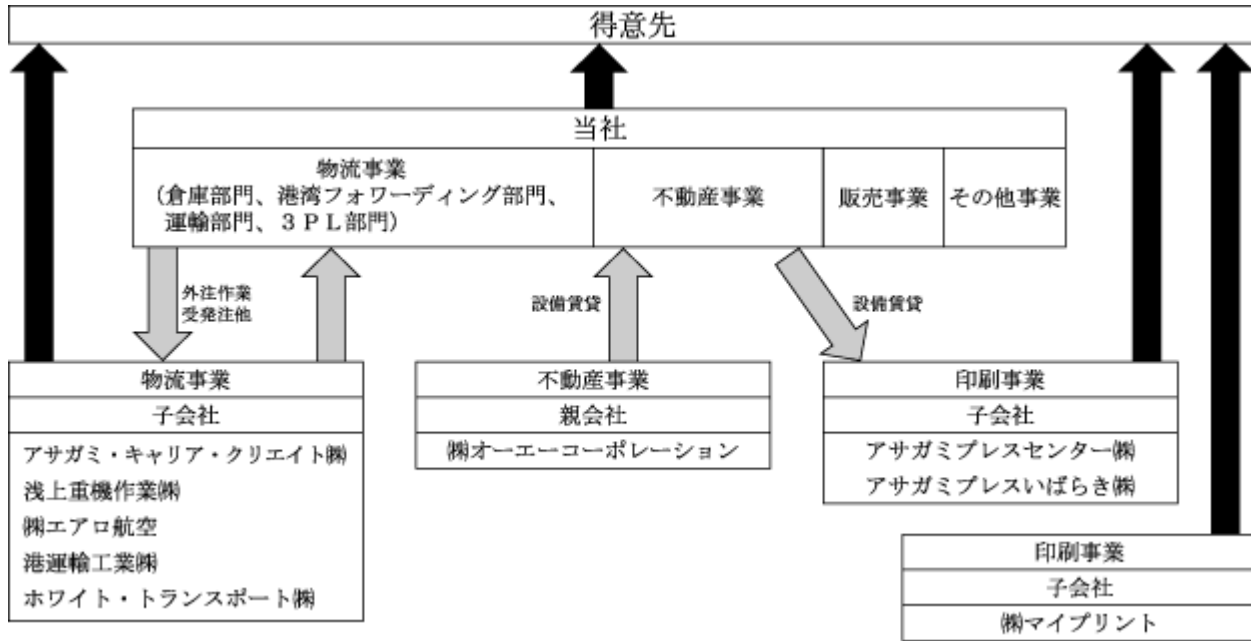 得意先
当社
物流事業
(倉庫部門、港湾フォワーディング部門、
運輸部門、3PL部門)
不動産事業
販売事業
その他事業
外注作業
受発注他
設備賃貸
設備賃貸
物流事業
子会社
アサガミ・キャリア・クリエイト㈱
浅上重機作業㈱
㈱エアロ航空
港運輸工業㈱
ホワイト・トランスポート㈱
不動産事業
親会社
㈱オーエーコーポレーション
印刷事業
子会社
アサガミプレスセンター㈱
アサガミプレスいばらき㈱
印刷事業
子会社
㈱マイプリント